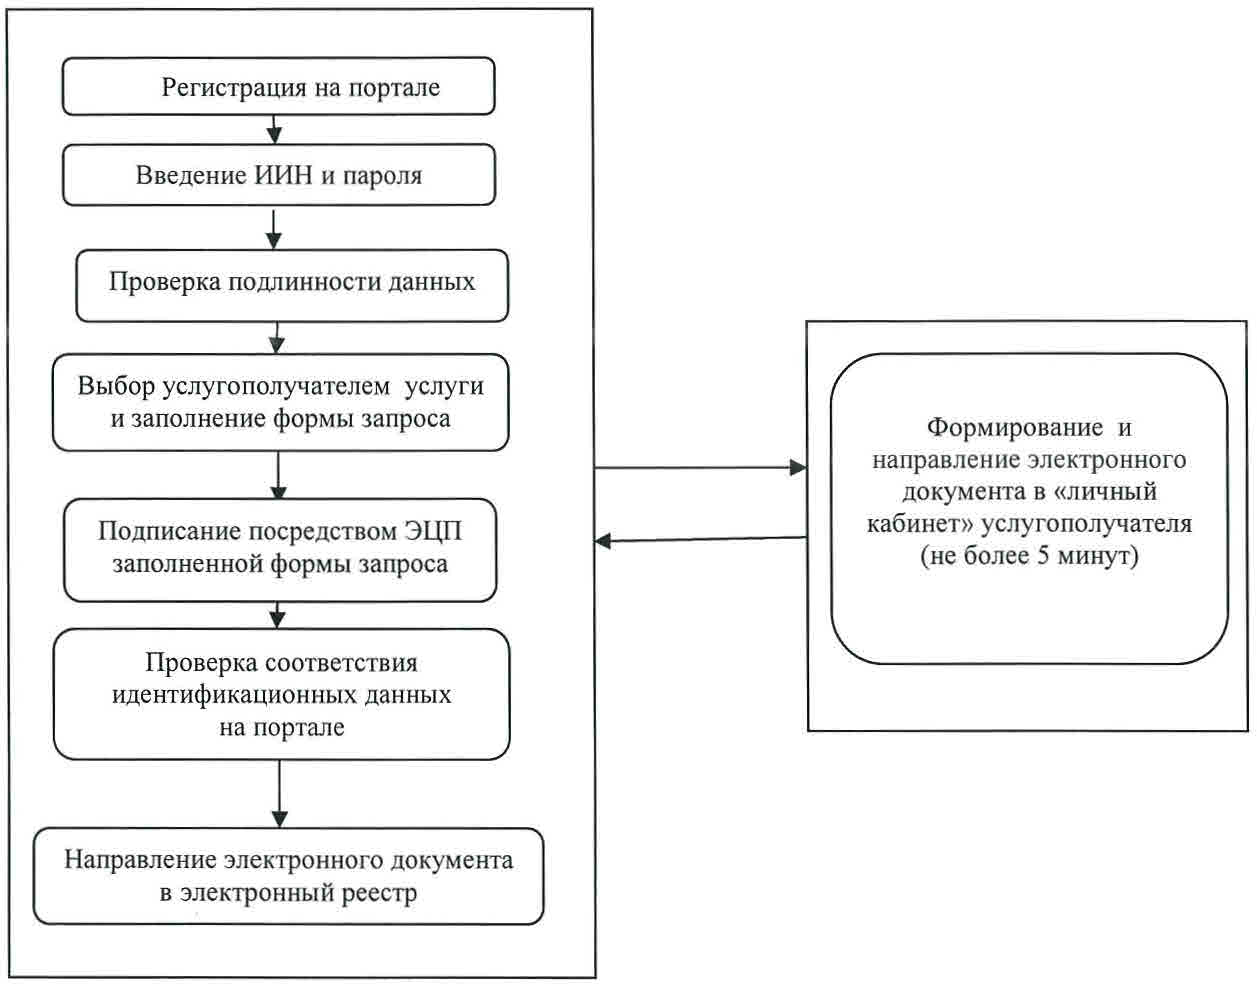 Регистрация на портале
Введение ИИН и пароля
Проверка подлинности данных
Выбор услугополучателем услуги
и заполнение формы запроса
Подписание посредством ЭЦП
заполненной формы запроса
Проверка соответствия
идентификационных данных
на портале
Направление электронного документа
в электронный реестр
Формирование и
направление электронного
документа в «личный
кабинет» услугополучателя
(не более 5 минут)